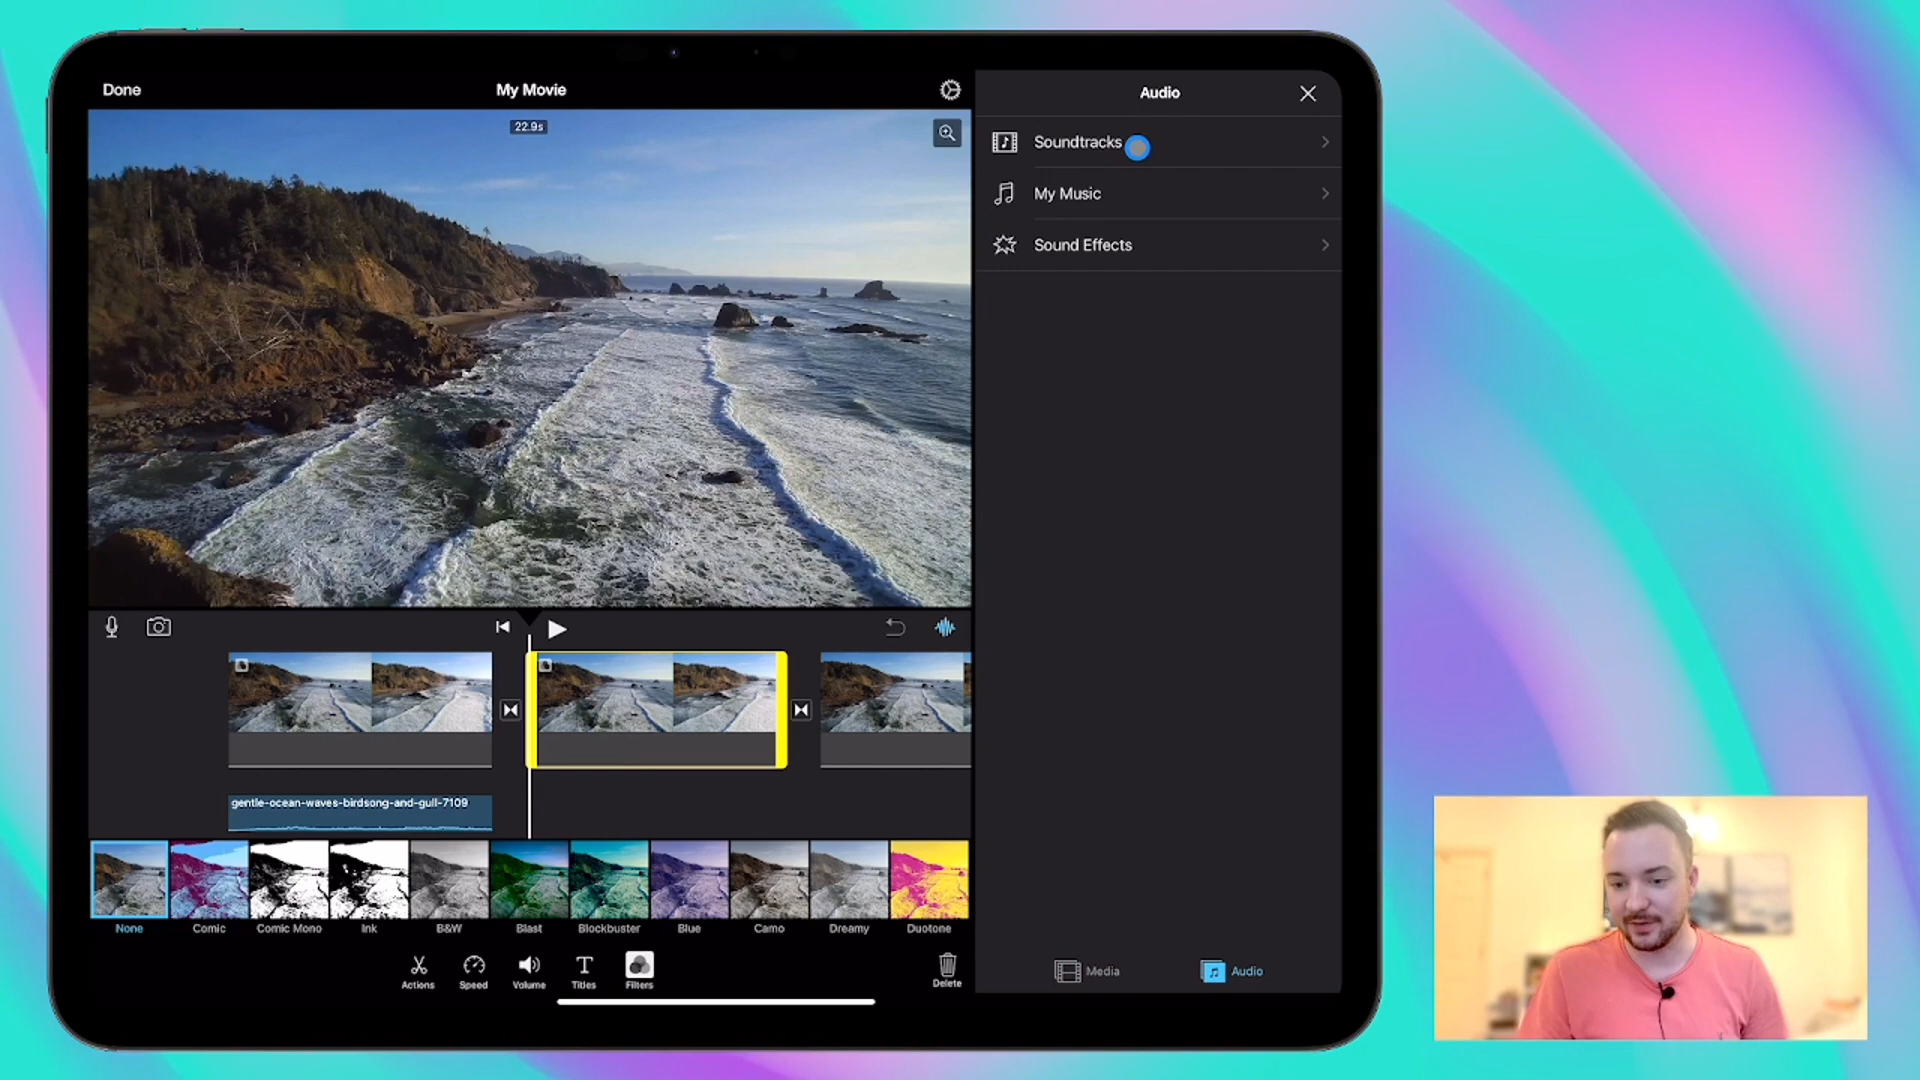 Done
My Movie
22.9s
Audio
Soundtracks
My Music
Sound Effects
gentle-ocean-waves-birdsong-and-gull-7109
None
Comic
Comic Mono
Ink
B&W
Blast
Blockbuster
Blue
Camo
Dreamy
Duotone
Actions
Speed
Volume
Titles
Filters
Delete
Media
Audio